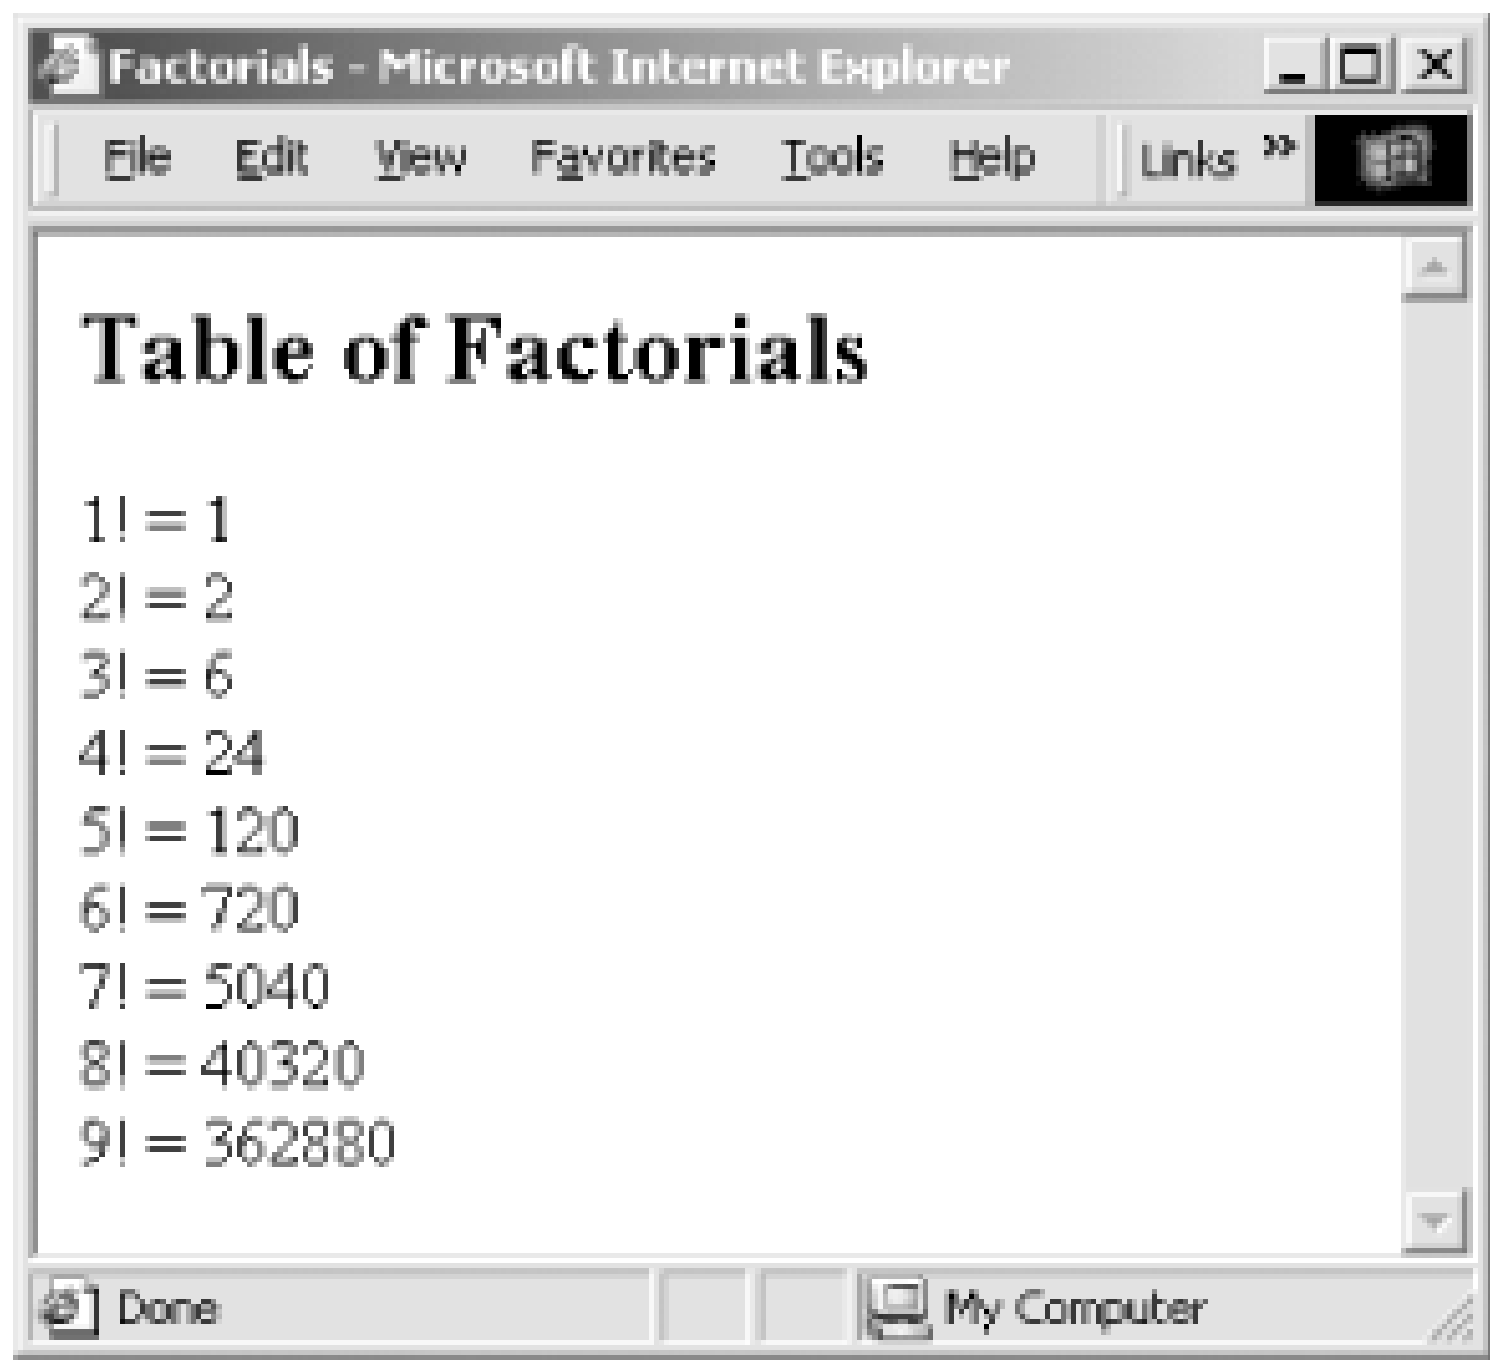 Factorials - Microsoft Internet Explorer
File Edit View Favorites Tools Help Links »
Table of Factorials
1! = 1
2! = 2
3! = 6
4! = 24
5! = 120
6! = 720
7! = 5040
8! = 40320
9! = 362880
Done My Computer